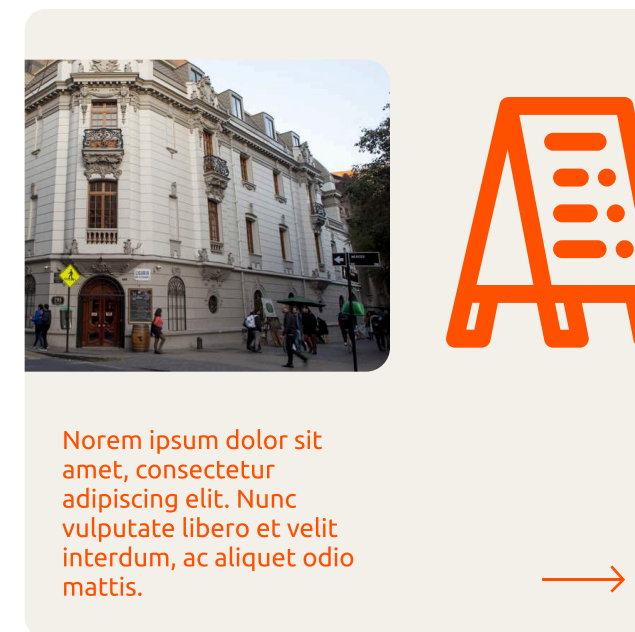 Norem ipsum dolor sit
amet, consectetur
adipiscing elit. Nunc
vulputate libero et velit
interdum, ac aliquet odio
mattis.